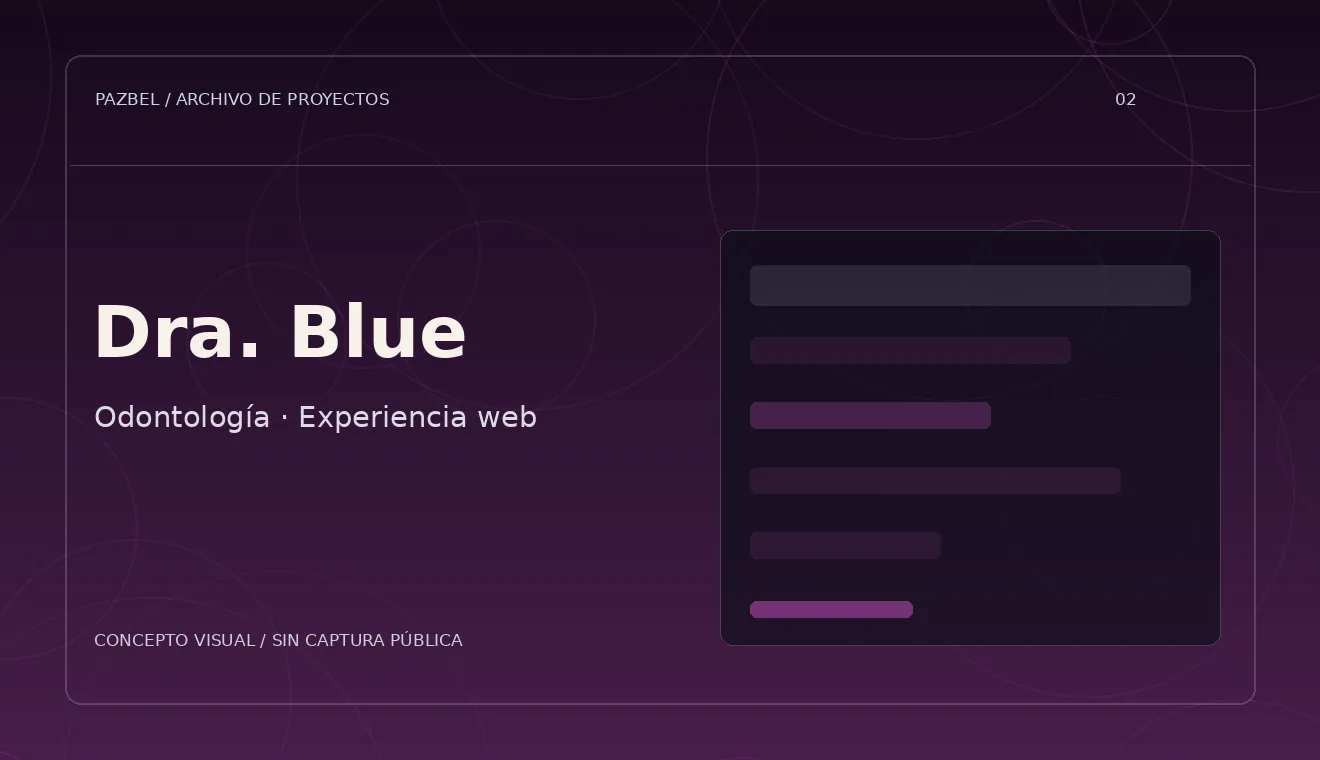 PAZBEL / ARCHIVO DE PROYECTOS
02
Dra. Blue
Odontología · Experiencia web
CONCEPTO VISUAL / SIN CAPTURA PÚBLICA